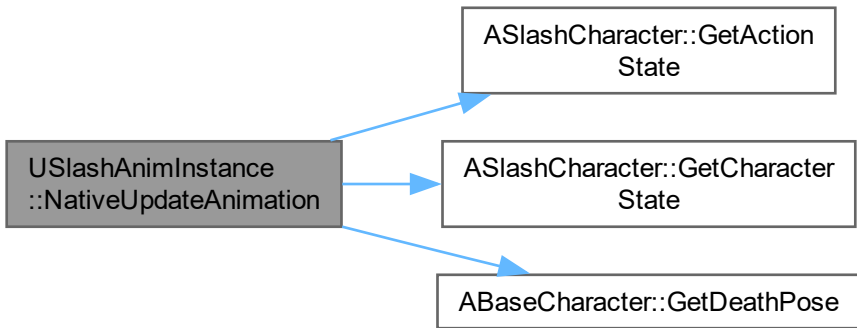 ASlashCharacter::GetAction
State
USlashAnimInstance
::NativeUpdateAnimation
ASlashCharacter::GetCharacter
State
ABaseCharacter::GetDeathPose